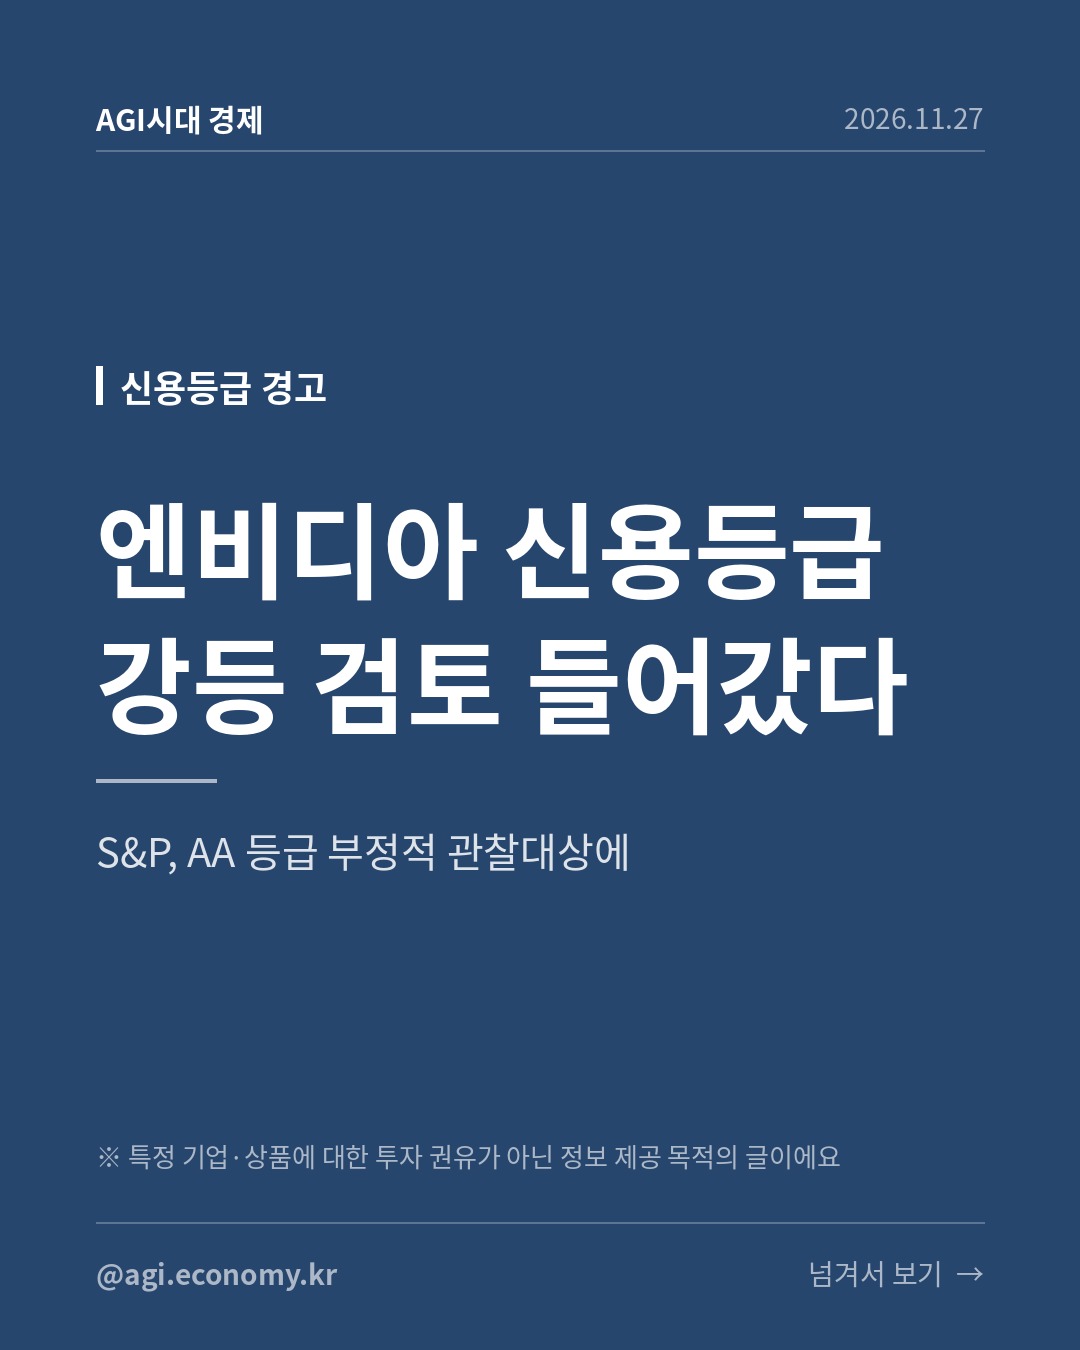 AGI시대 경제
2026.11.27
신용등급 경고
엔비디아 신용등급
강등 검토 들어갔다
S&P, AA 등급 부정적 관찰대상에
※ 특정 기업·상품에 대한 투자 권유가 아닌 정보 제공 목적의 글이에요
@agi.economy.kr
넘겨서 보기 →